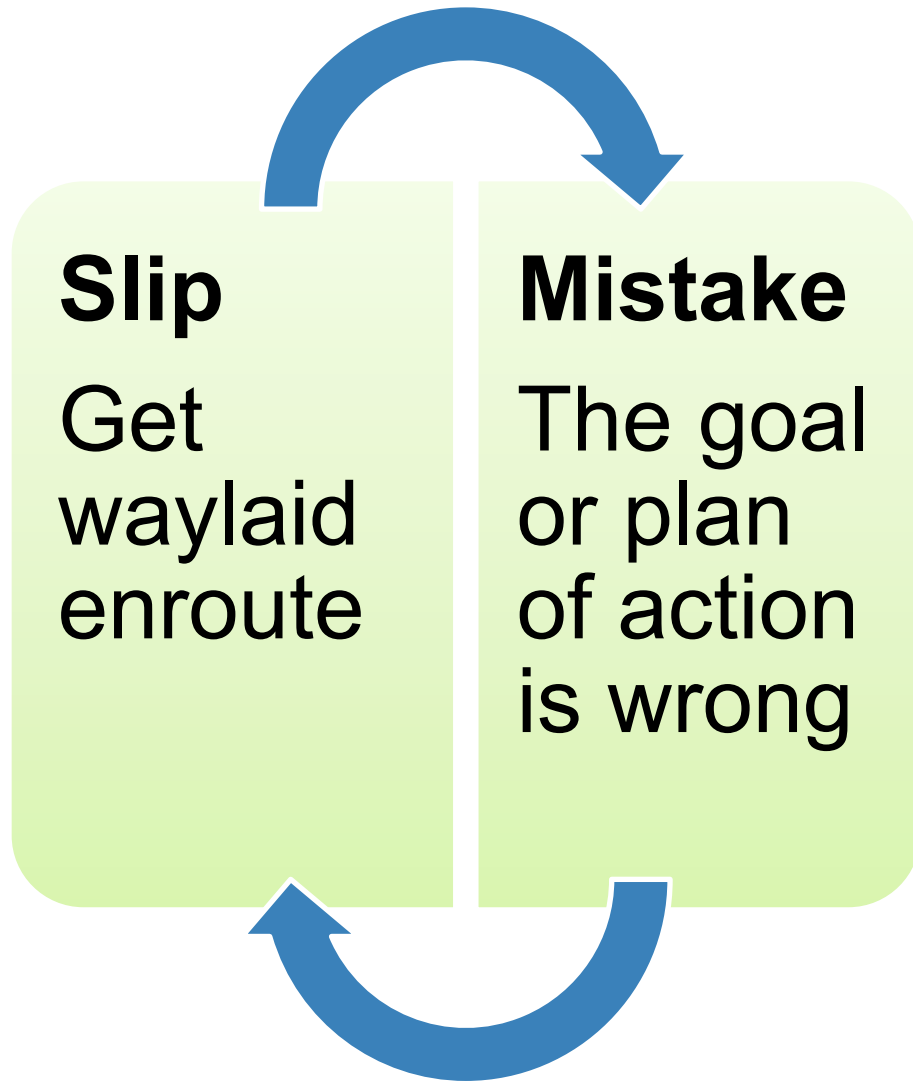 Slip
Get
waylaid
enroute
Mistake
The goal
or plan
of action
is wrong